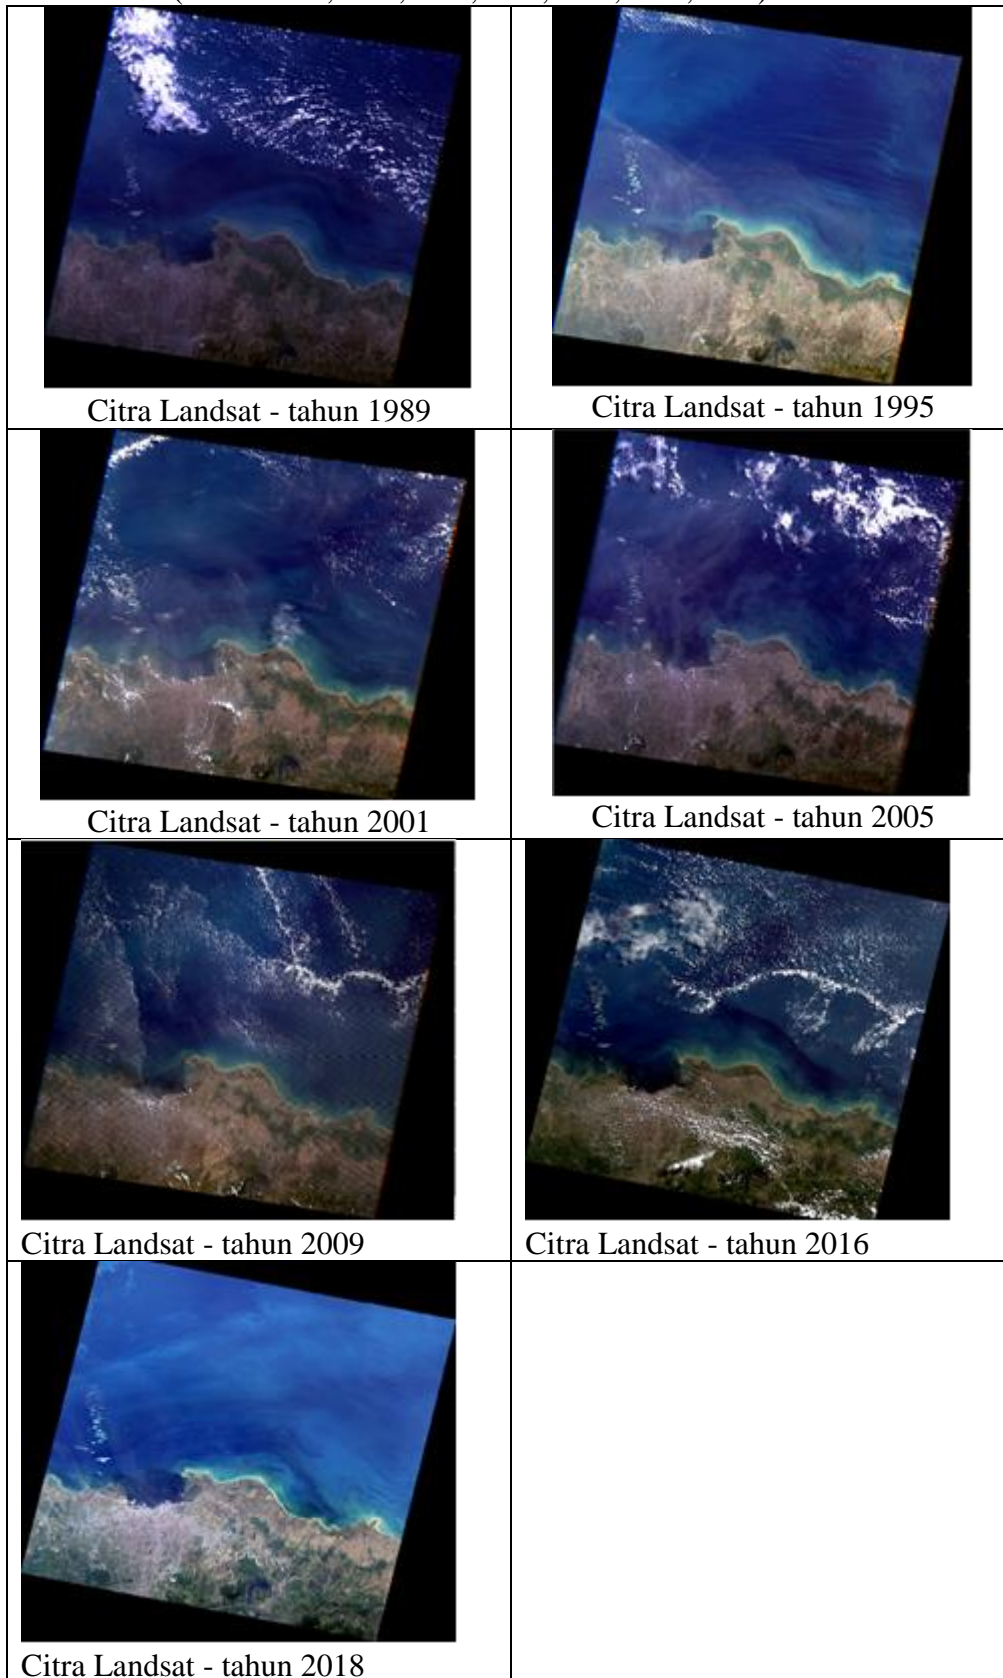 Citra Landsat - tahun 1989
Citra Landsat - tahun 1995
Citra Landsat - tahun 2001
Citra Landsat - tahun 2005
Citra Landsat - tahun 2009
Citra Landsat - tahun 2016
Citra Landsat - tahun 2018